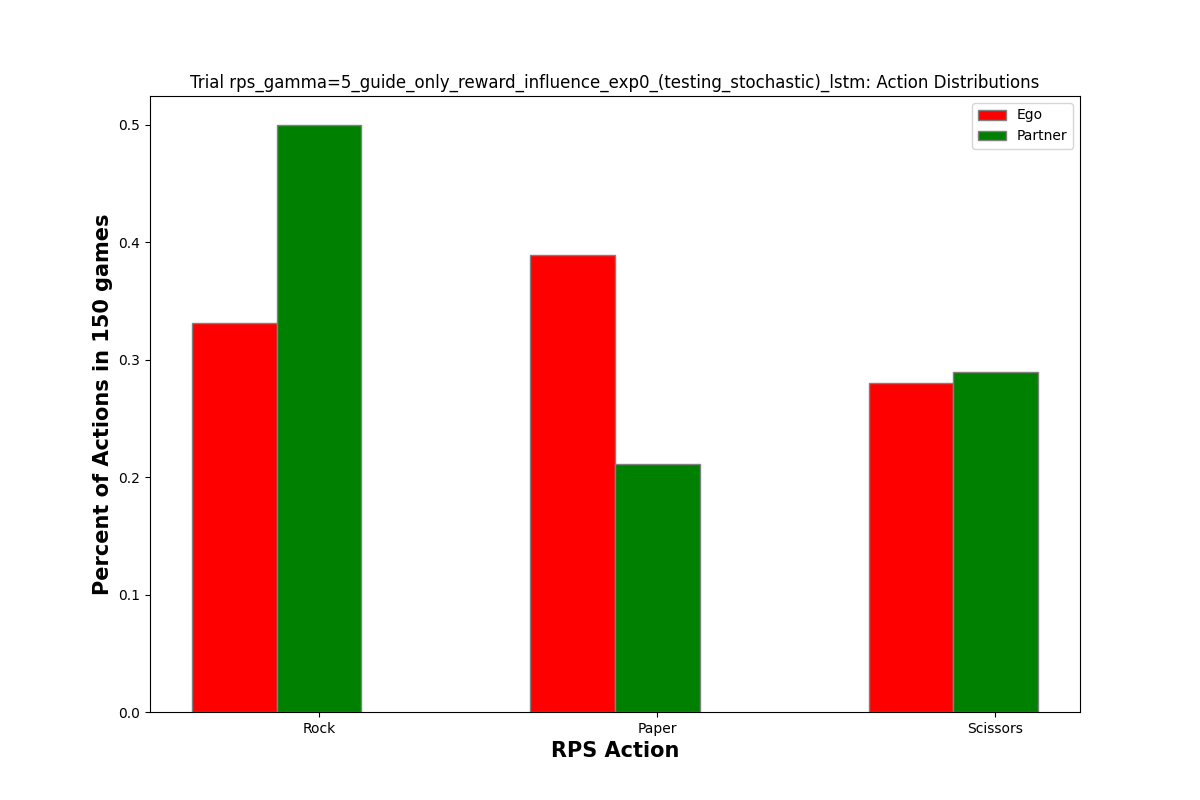 Trial rps_gamma=5_guide_only_reward_influence_exp0_(testing_stochastic)_lstm: Action Distributions
Ego
Partner
Percent of Actions in 150 games
0.5
0.4
0.3
0.2
0.1
0.0
Rock
Paper
Scissors
RPS Action